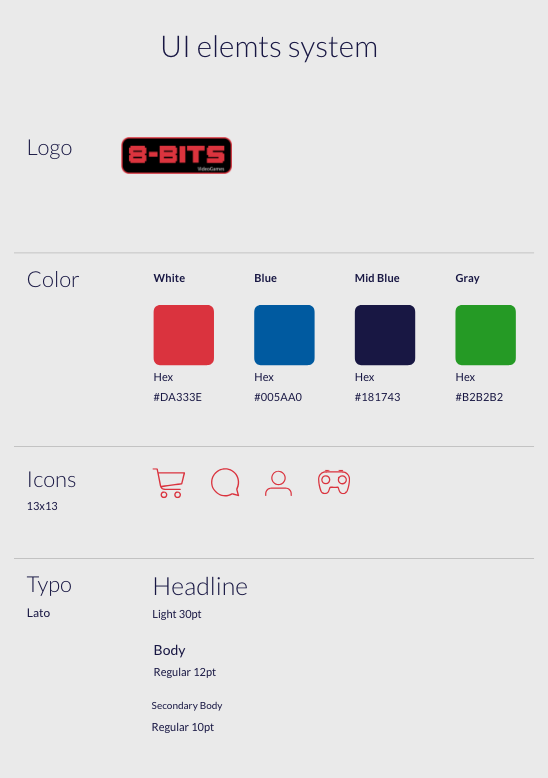 UI elemts system
Logo
8-BITS
VideoGames
Color
White Blue Mid Blue Gray
Hex Hex Hex Hex
#DA333E #005AA0 #181743 #B2B2B2
Icons
13x13
Typo
Lato
Headline
Light 30pt
Body
Regular 12pt
Secondary Body
Regular 10pt